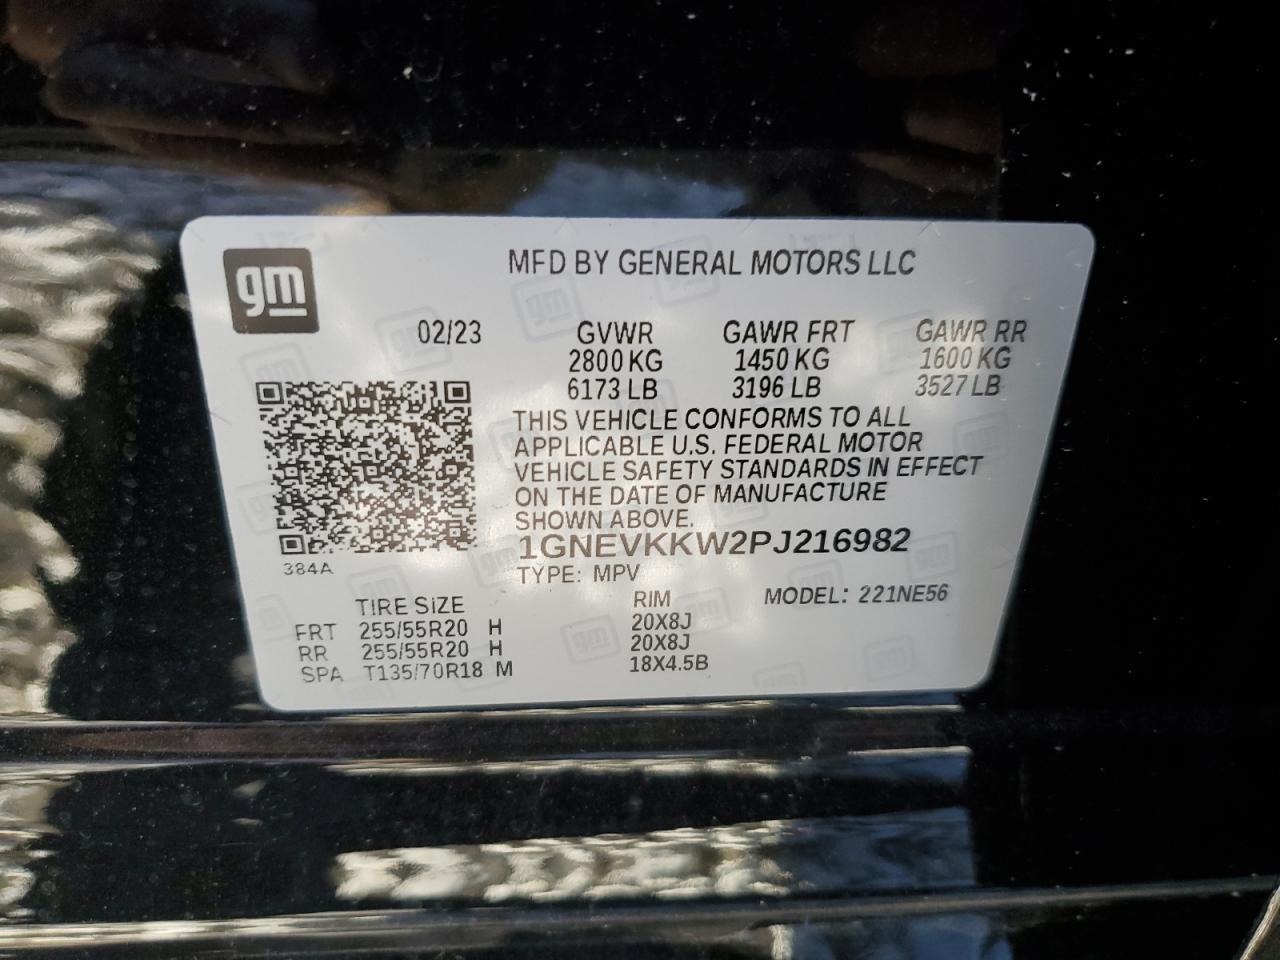 gm
MFD BY GENERAL MOTORS LLC
02/23 GVWR GAWR FRT GAWR RR
2800 KG 1450 KG 1600 KG
6173 LB 3196 LB 3527 LB
THIS VEHICLE CONFORMS TO ALL
APPLICABLE U.S. FEDERAL MOTOR
VEHICLE SAFETY STANDARDS IN EFFECT
ON THE DATE OF MANUFACTURE
SHOWN ABOVE.
1GNEVKKW2PJ216982
384A
TYPE: MPV
TIRE SIZE RIM MODEL: 221NE56
FRT 255/55R20 H 20X8J
RR 255/55R20 H 20X8J
SPA T135/70R18 M 18X4.5B